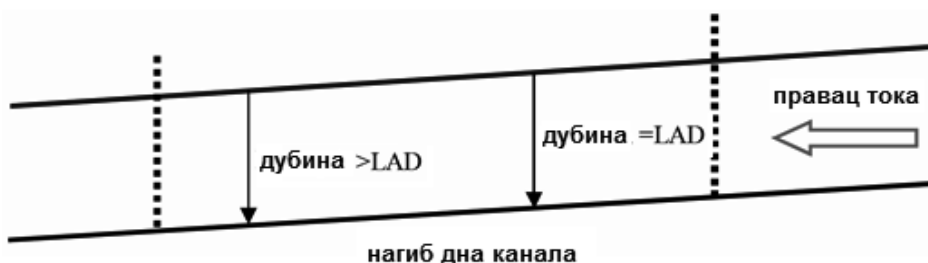 правац тока
дубина >LAD
дубина =LAD
нагиб дна канала